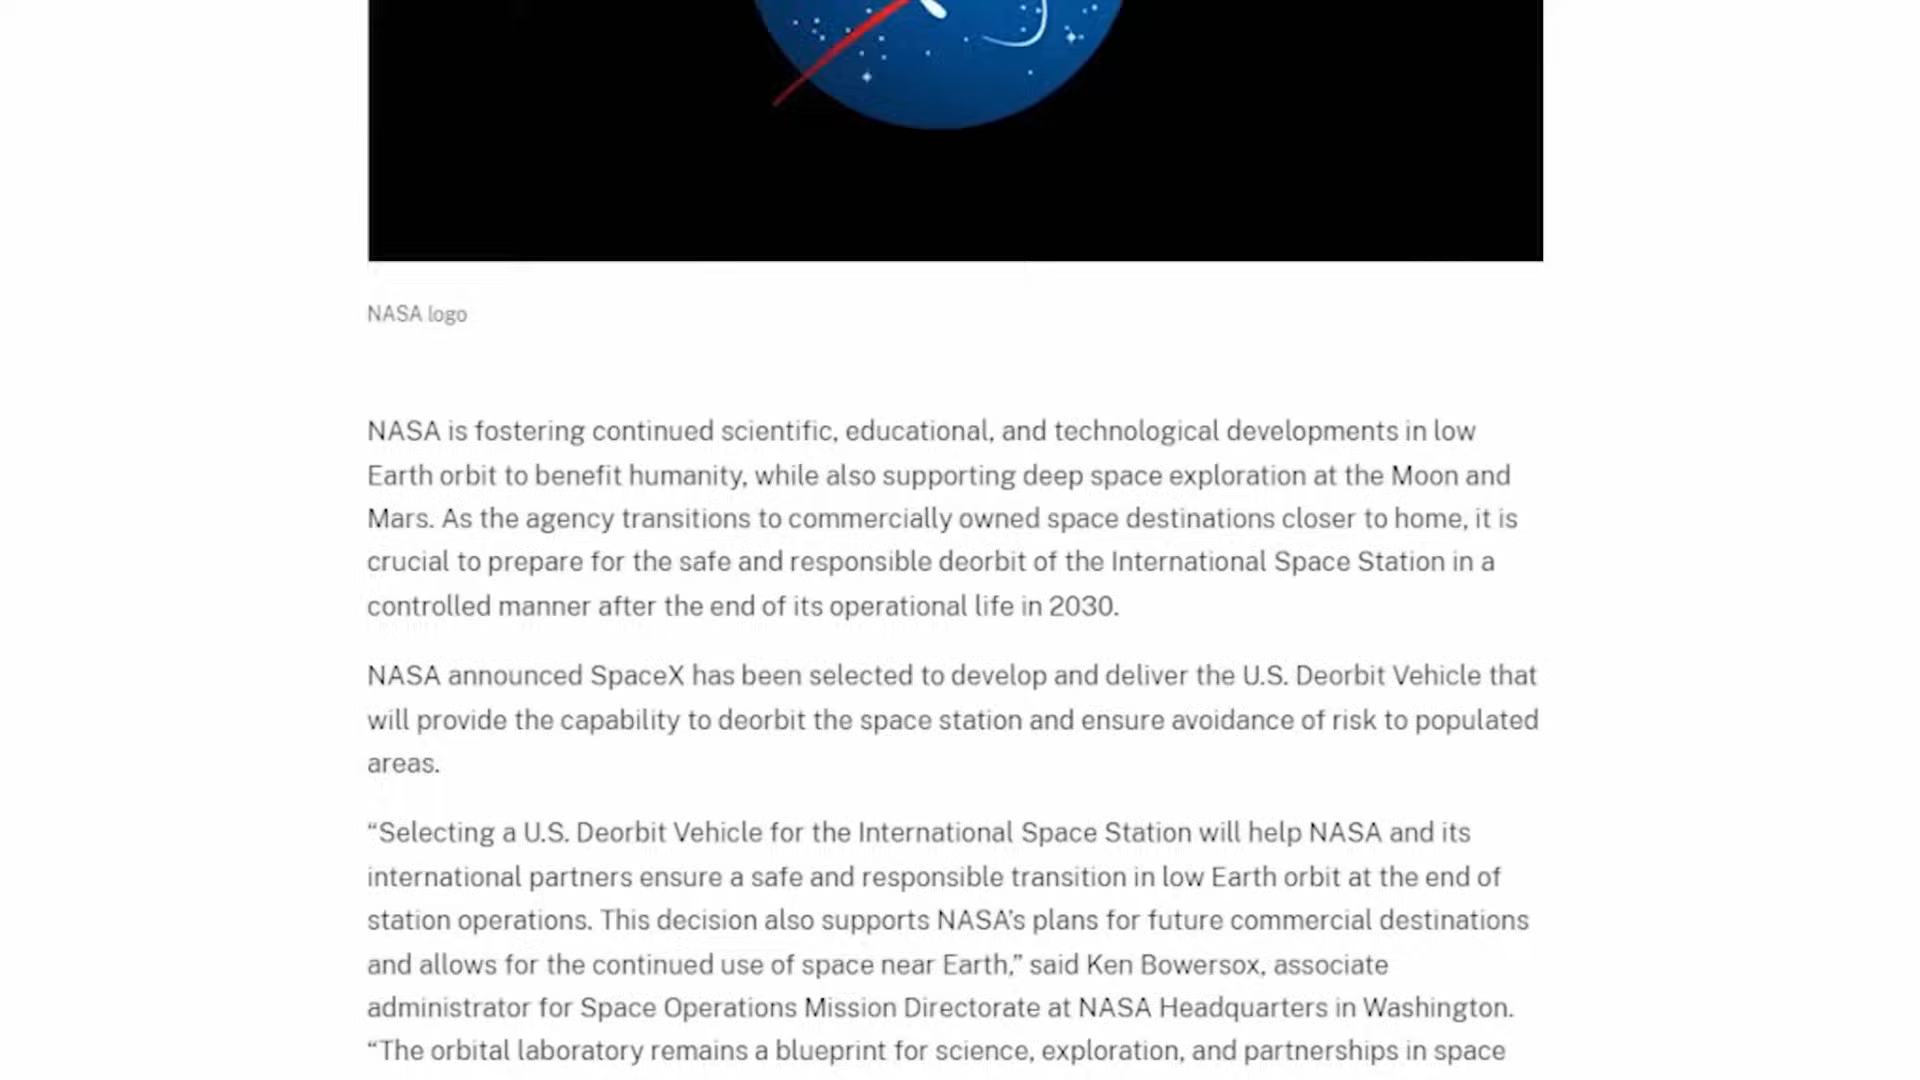 NASA logo
NASA is fostering continued scientific, educational, and technological developments in low
Earth orbit to benefit humanity, while also supporting deep space exploration at the Moon and
Mars. As the agency transitions to commercially owned space destinations closer to home, it is
crucial to prepare for the safe and responsible deorbit of the International Space Station in a
controlled manner after the end of its operational life in 2030.
NASA announced SpaceX has been selected to develop and deliver the U.S. Deorbit Vehicle that
will provide the capability to deorbit the space station and ensure avoidance of risk to populated
areas.
“Selecting a U.S. Deorbit Vehicle for the International Space Station will help NASA and its
international partners ensure a safe and responsible transition in low Earth orbit at the end of
station operations. This decision also supports NASA’s plans for future commercial destinations
and allows for the continued use of space near Earth,” said Ken Bowersox, associate
administrator for Space Operations Mission Directorate at NASA Headquarters in Washington.
“The orbital laboratory remains a blueprint for science, exploration, and partnerships in space